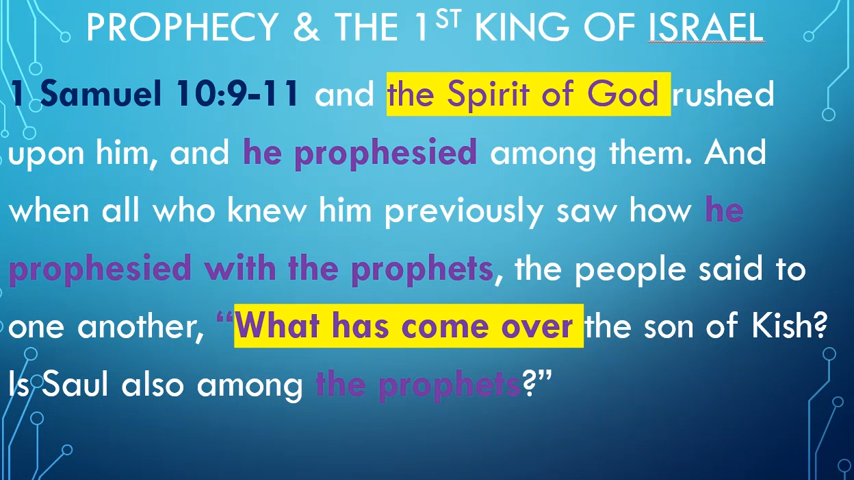 PROPHECY & THE 1ST KING OF ISRAEL
1 Samuel 10:9-11 and the Spirit of God rushed
upon him, and he prophesied among them. And
when all who knew him previously saw how he
prophesied with the prophets, the people said to
one another, “What has come over the son of Kish?
Is Saul also among the prophets?”